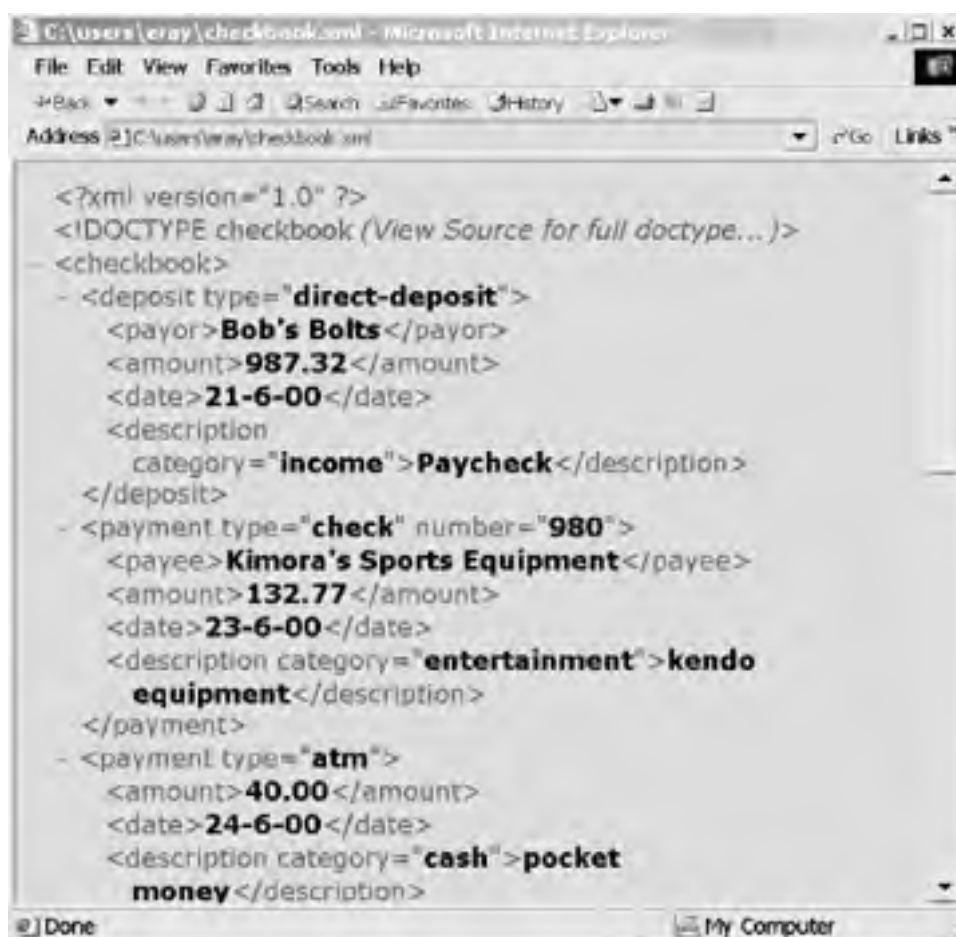 C:\users\eray\checkbook.xml - Microsoft Internet Explorer
File Edit View Favorites Tools Help
Back Search Favorites History
Address C:\users\eray\checkbook.xml Go Links
<?xml version="1.0" ?>
<!DOCTYPE checkbook (View Source for full doctype...)>
- <checkbook>
- <deposit type="direct-deposit">
<payor>Bob's Bolts</payor>
<amount>987.32</amount>
<date>21-6-00</date>
<description
category="income">Paycheck</description>
</deposit>
- <payment type="check" number="980">
<payee>Kimora's Sports Equipment</payee>
<amount>132.77</amount>
<date>23-6-00</date>
<description category="entertainment">kendo
equipment</description>
</payment>
- <payment type="atm">
<amount>40.00</amount>
<date>24-6-00</date>
<description category="cash">pocket
money</description>
Done My Computer